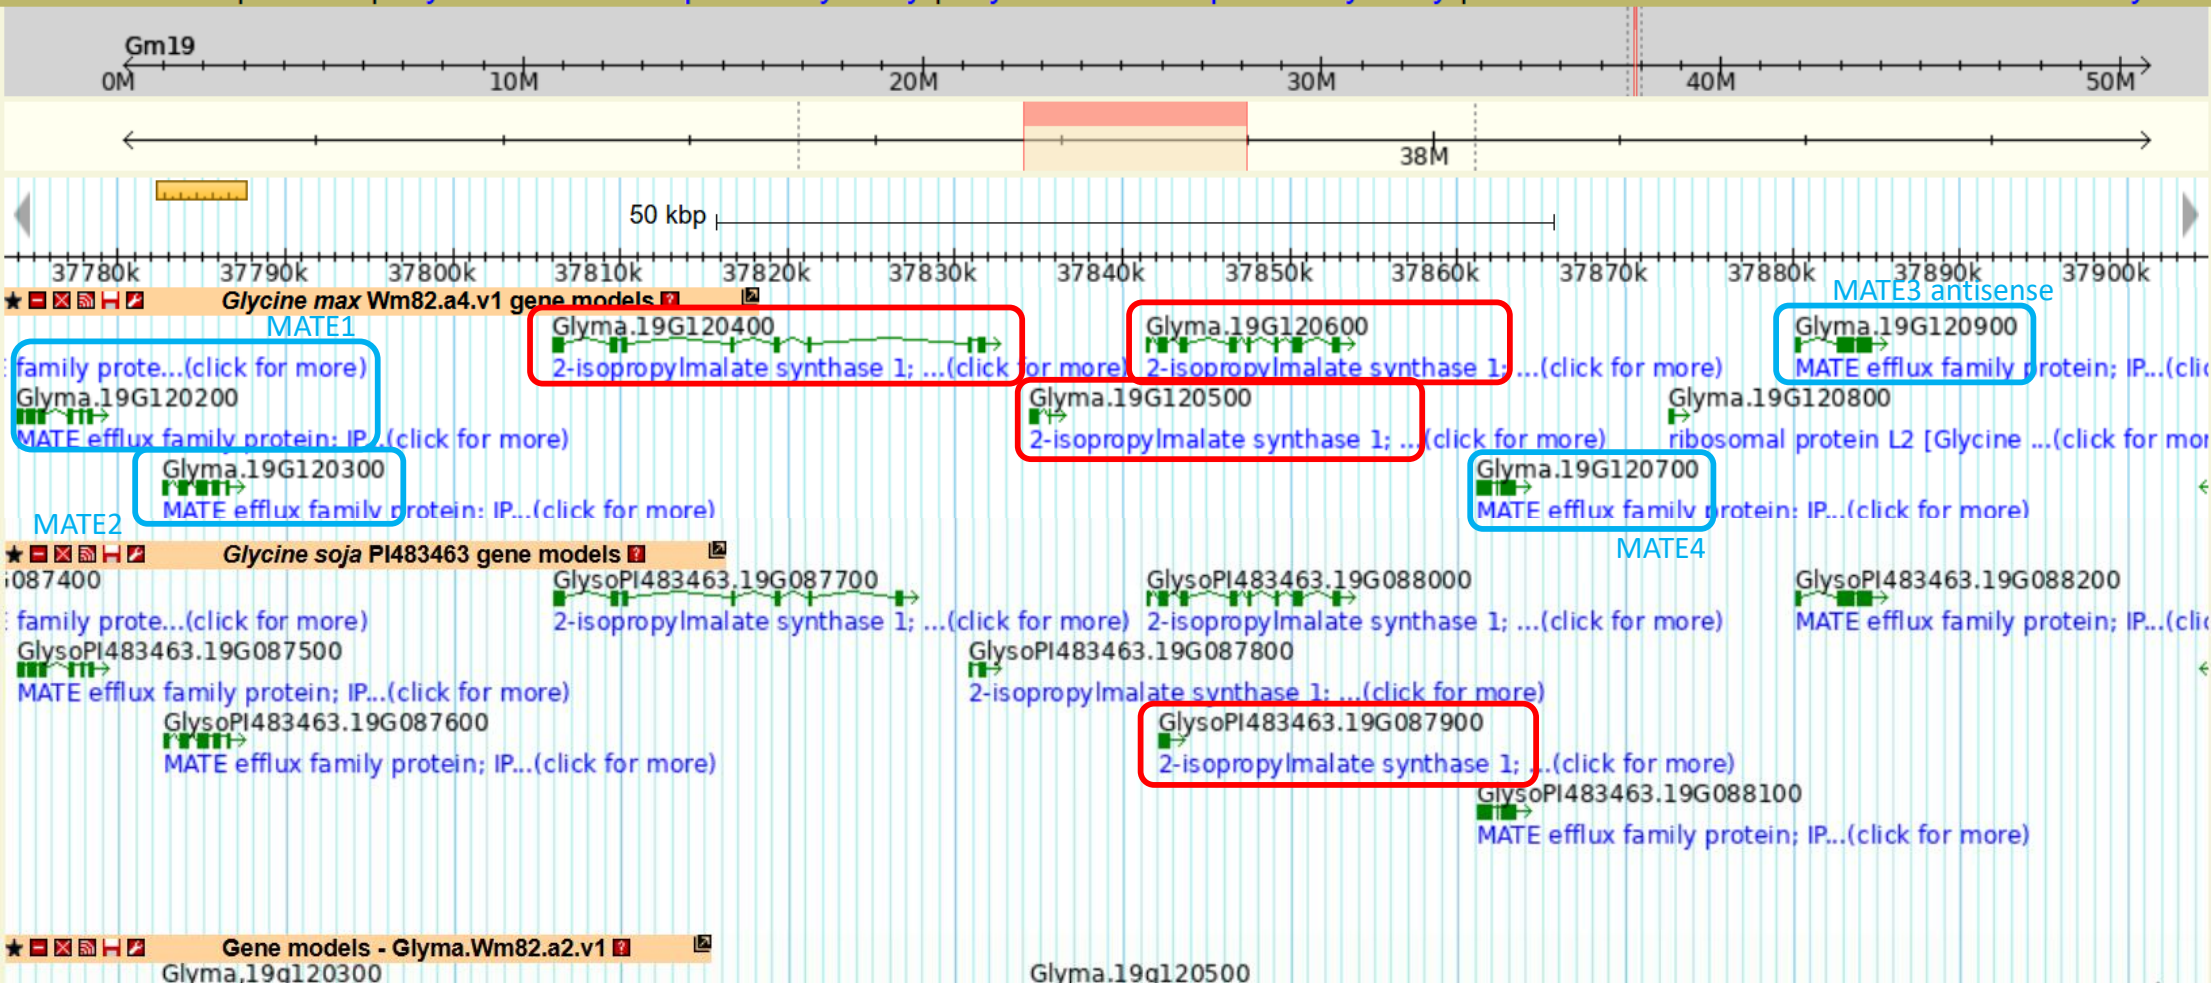 Gm19
0M 10M 20M 30M 40M 50M
38M
50 kbp
37780k 37790k 37800k 37810k 37820k 37830k 37840k 37850k 37860k 37870k 37880k 37890k 37900k
Glycine max Wm82.a4.v1 gene models
MATE3 antisense
MATE1
Glyma.19G120400 Glyma.19G120600 Glyma.19G120900
family prote...(click for more) 2-isopropylmalate synthase 1; ...(click for more) 2-isopropylmalate synthase 1; ...(click for more) MATE efflux family protein; IP...(clic
Glyma.19G120200 Glyma.19G120500 Glyma.19G120800
MATE efflux family protein; IP...(click for more) 2-isopropylmalate synthase 1; ...(click for more) ribosomal protein L2 [Glycine ...(click for mor
Glyma.19G120300 Glyma.19G120700
MATE efflux family protein; IP...(click for more) MATE efflux family protein; IP...(click for more)
MATE2
MATE4
Glycine soja PI483463 gene models
G087400 GlysoPI483463.19G087700 GlysoPI483463.19G088000 GlysoPI483463.19G088200
family prote...(click for more) 2-isopropylmalate synthase 1; ...(click for more) 2-isopropylmalate synthase 1; ...(click for more) MATE efflux family protein; IP...(clic
GlysoPI483463.19G087500 GlysoPI483463.19G087800
MATE efflux family protein; IP...(click for more) 2-isopropylmalate synthase 1; ...(click for more)
GlysoPI483463.19G087600 GlysoPI483463.19G087900
MATE efflux family protein; IP...(click for more) 2-isopropylmalate synthase 1; ...(click for more)
GlysoPI483463.19G088100
MATE efflux family protein; IP...(click for more)
Gene models - Glyma.Wm82.a2.v1
Glyma.19g120300 Glyma.19g120500